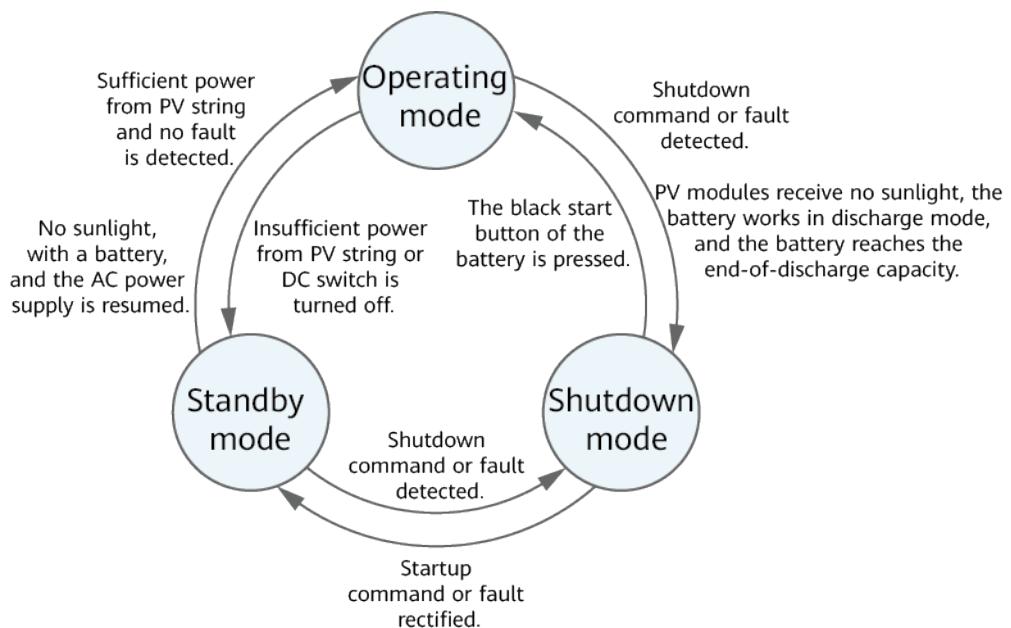 Operating
mode
Sufficient power
from PV string
and no fault
is detected.
Shutdown
command or fault
detected.
PV modules receive no sunlight, the
battery works in discharge mode,
and the battery reaches the
end-of-discharge capacity.
No sunlight,
with a battery,
and the AC power
supply is resumed.
Insufficient power
from PV string or
DC switch is
turned off.
The black start
button of the
battery is pressed.
Standby
mode
Shutdown
mode
Shutdown
command or fault
detected.
Startup
command or fault
rectified.